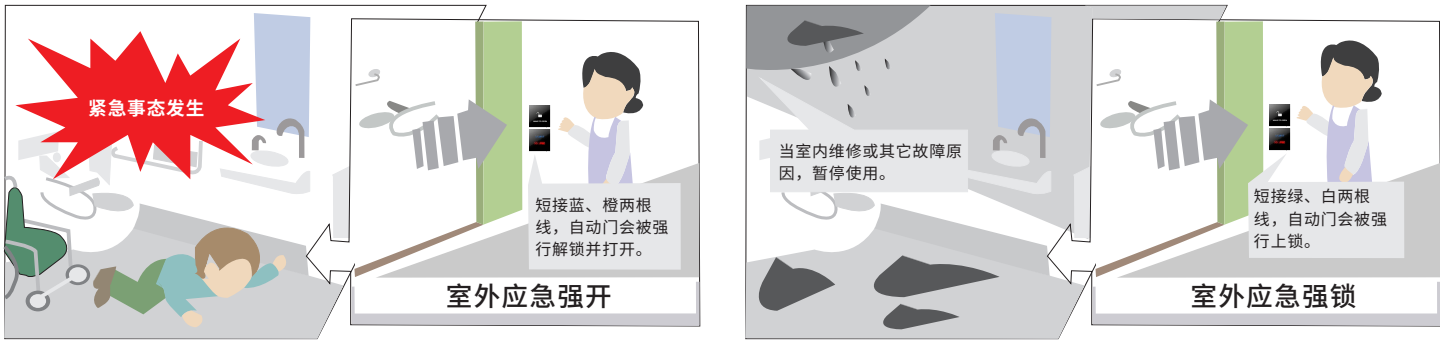 紧急事态发生
短接蓝、橙两根
线，自动门会被强
行解锁并打开。
室外应急强开
当室内维修或其它故障原
因，暂停使用。
短接绿、白两根
线，自动门会被强
行上锁。
室外应急强锁